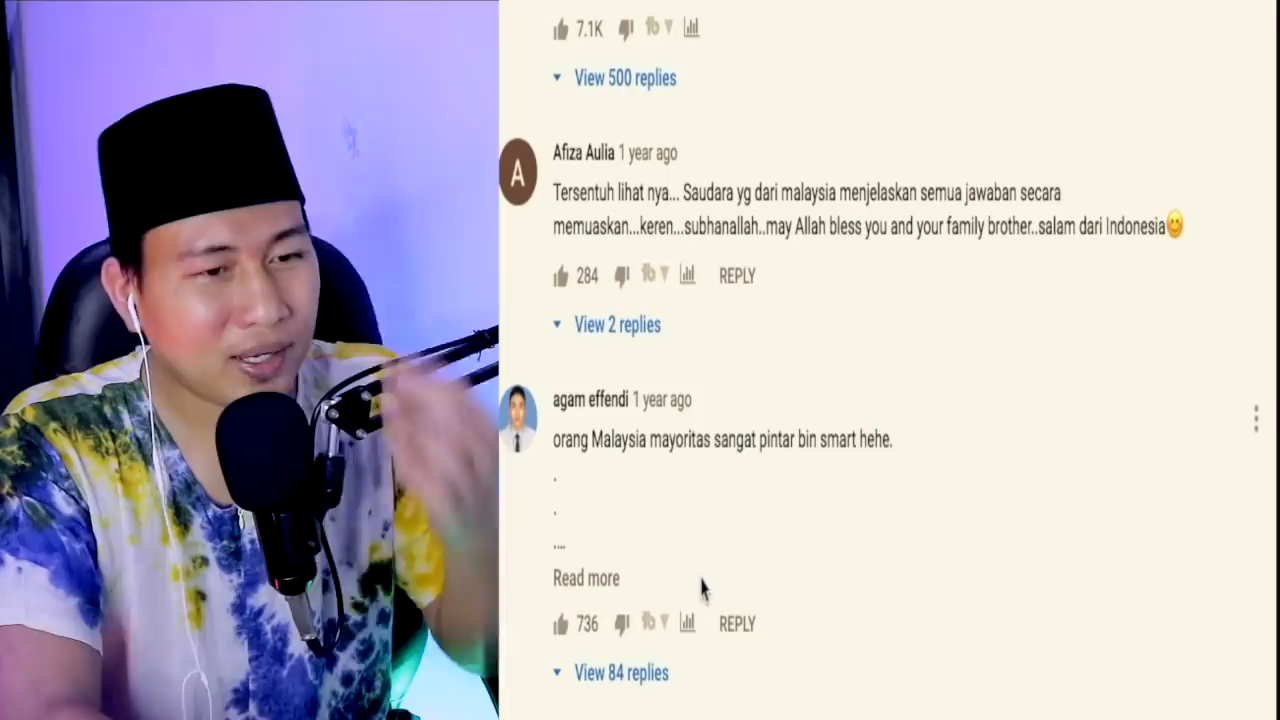 7.1K
View 500 replies
A
Afiza Aulia 1 year ago
Tersentuh lihat nya... Saudara yg dari malaysia menjelaskan semua jawaban secara
memuaskan...keren...subhanallah..may Allah bless you and your family brother..salam dari Indonesia😊
284
REPLY
View 2 replies
agam effendi 1 year ago
orang Malaysia mayoritas sangat pintar bin smart hehe.
.
.
....
Read more
736
REPLY
View 84 replies